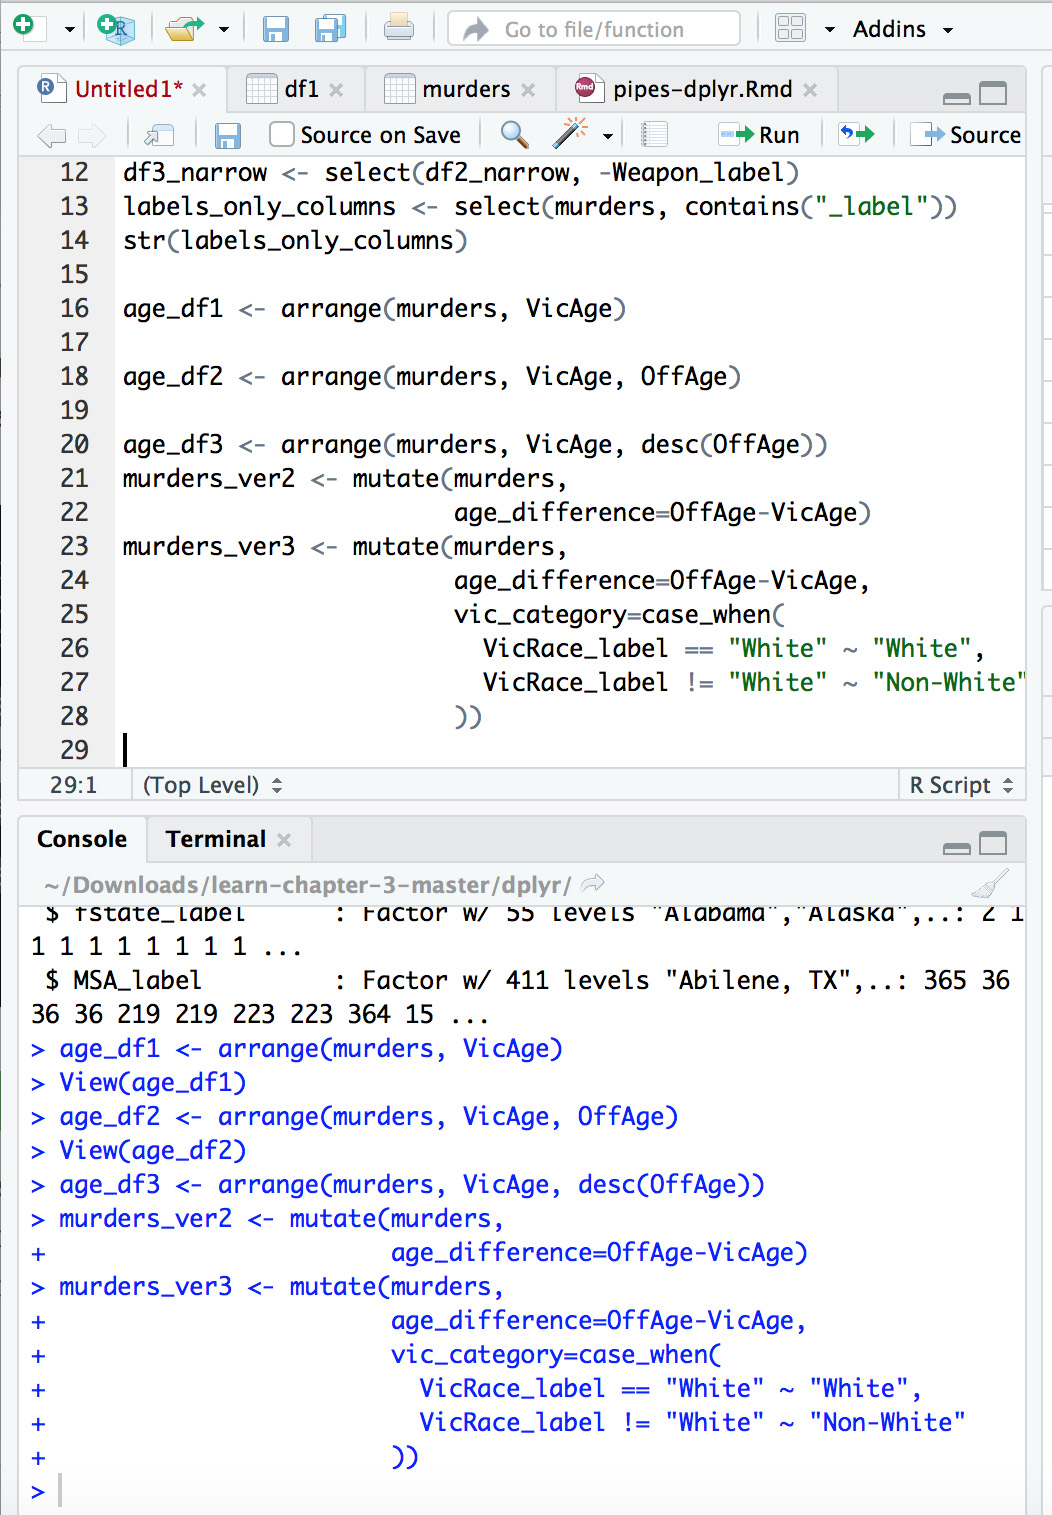 Go to file/function
Addins
Untitled1*
df1
murders
pipes-dplyr.Rmd
Source on Save
Run
Source
12 df3_narrow <- select(df2_narrow, -Weapon_label)
13 labels_only_columns <- select(murders, contains("_label"))
14 str(labels_only_columns)
15
16 age_df1 <- arrange(murders, VicAge)
17
18 age_df2 <- arrange(murders, VicAge, OffAge)
19
20 age_df3 <- arrange(murders, VicAge, desc(OffAge))
21 murders_ver2 <- mutate(murders,
22 age_difference=OffAge-VicAge)
23 murders_ver3 <- mutate(murders,
24 age_difference=OffAge-VicAge,
25 vic_category=case_when(
26 VicRace_label == "White" ~ "White",
27 VicRace_label != "White" ~ "Non-White"
28 ))
29
29:1 (Top Level) R Script
Console Terminal
~/Downloads/learn-chapter-3-master/dplyr/
$ fstate_label : Factor w/ 55 levels "Alabama","Alaska",..: 2 1
1 1 1 1 1 1 1 1 ...
$ MSA_label : Factor w/ 411 levels "Abilene, TX",..: 365 36
36 36 219 219 223 223 364 15 ...
> age_df1 <- arrange(murders, VicAge)
> View(age_df1)
> age_df2 <- arrange(murders, VicAge, OffAge)
> View(age_df2)
> age_df3 <- arrange(murders, VicAge, desc(OffAge))
> murders_ver2 <- mutate(murders,
+ age_difference=OffAge-VicAge)
> murders_ver3 <- mutate(murders,
+ age_difference=OffAge-VicAge,
+ vic_category=case_when(
+ VicRace_label == "White" ~ "White",
+ VicRace_label != "White" ~ "Non-White"
+ ))
>